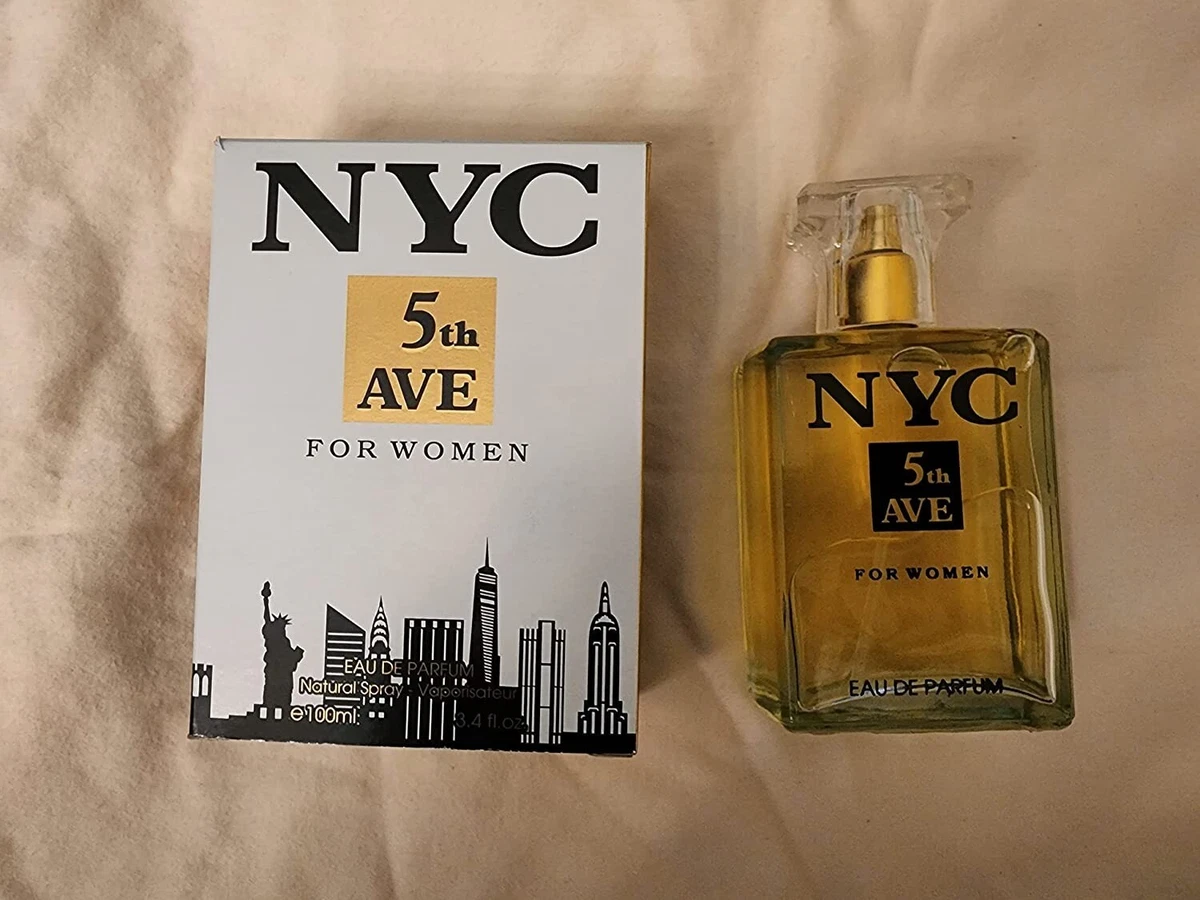 NYC
5th
AVE
FOR WOMEN
EAU DE PARFUM
Natural Spray - Vaporisateur
e100ml. 3.4 fl.oz
NYC
5th
AVE
FOR WOMEN
EAU DE PARFUM